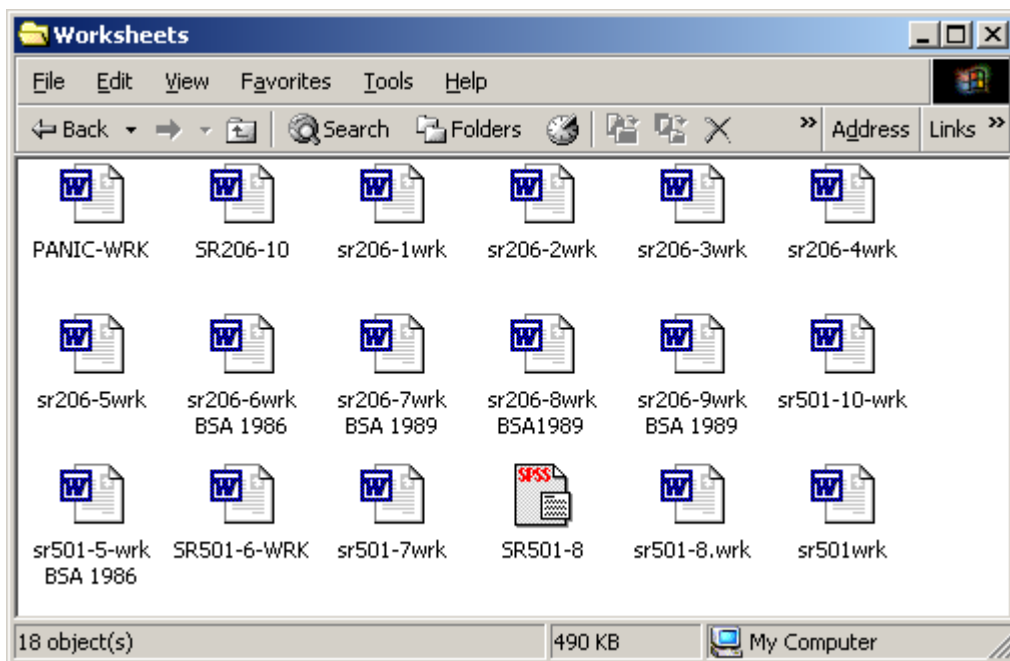 Worksheets
File Edit View Favorites Tools Help
Back Search Folders » Address Links »
PANIC-WRK SR206-10 sr206-1wrk sr206-2wrk sr206-3wrk sr206-4wrk
sr206-5wrk sr206-6wrk sr206-7wrk sr206-8wrk sr206-9wrk sr501-10-wrk
BSA 1986 BSA 1989 BSA1989 BSA 1989
SPSS
sr501-5-wrk SR501-6-WRK sr501-7wrk SR501-8 sr501-8.wrk sr501wrk
BSA 1986
18 object(s) 490 KB My Computer